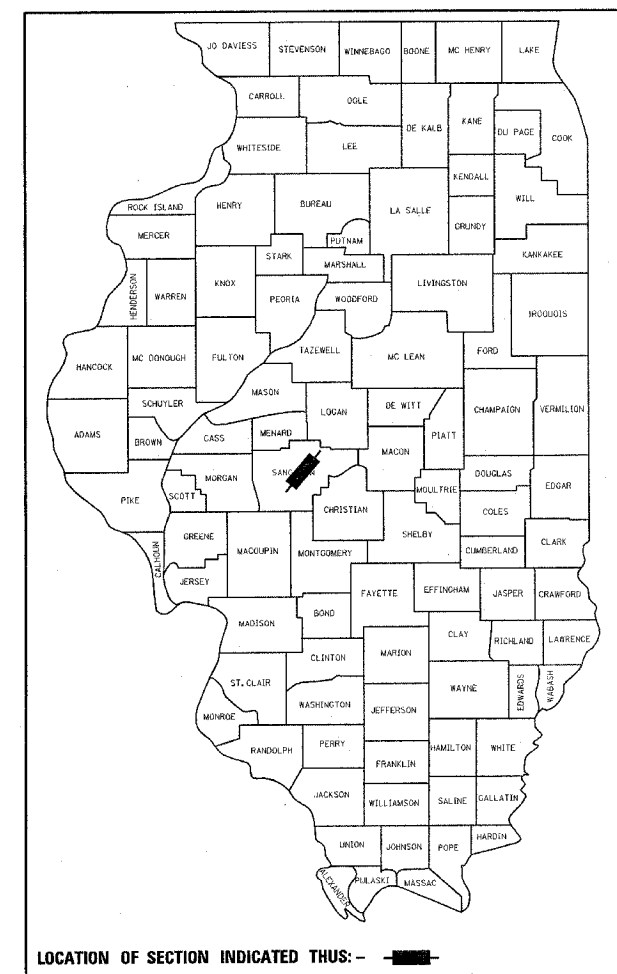 JO DAVIESS STEVENSON WINNEBAGO BOONE MC HENRY LAKE
CARROLL OGLE DE KALB KANE DU PAGE COOK
WHITESIDE LEE
KENDALL WILL
ROCK ISLAND HENRY BUREAU LA SALLE GRUNDY
MERCER PUTNAM KANKAKEE
STARK MARSHALL
HENDERSON WARREN KNOX PEORIA WOODFORD LIVINGSTON IROQUOIS
TAZEWELL FORD
HANCOCK MC DONOUGH FULTON MC LEAN
MASON
SCHUYLER LOGAN DE WITT CHAMPAIGN VERMILION
ADAMS BROWN CASS MENARD PIATT
MACON
MORGAN DOUGLAS
PIKE SCOTT CHRISTIAN MOULTRIE EDGAR
COLES
GREENE MACOUPIN MONTGOMERY SHELBY CUMBERLAND CLARK
CALHOUN JERSEY
FAYETTE EFFINGHAM JASPER CRAWFORD
MADISON BOND
CLAY RICHLAND LAWRENCE
CLINTON MARION
ST. CLAIR WAYNE EDWARDS WABASH
WASHINGTON JEFFERSON
MONROE
RANDOLPH PERRY HAMILTON WHITE
FRANKLIN
JACKSON WILLIAMSON SALINE GALLATIN
HARDIN
UNION JOHNSON POPE
ALEXANDER PULASKI MASSAC
LOCATION OF SECTION INDICATED THUS: -